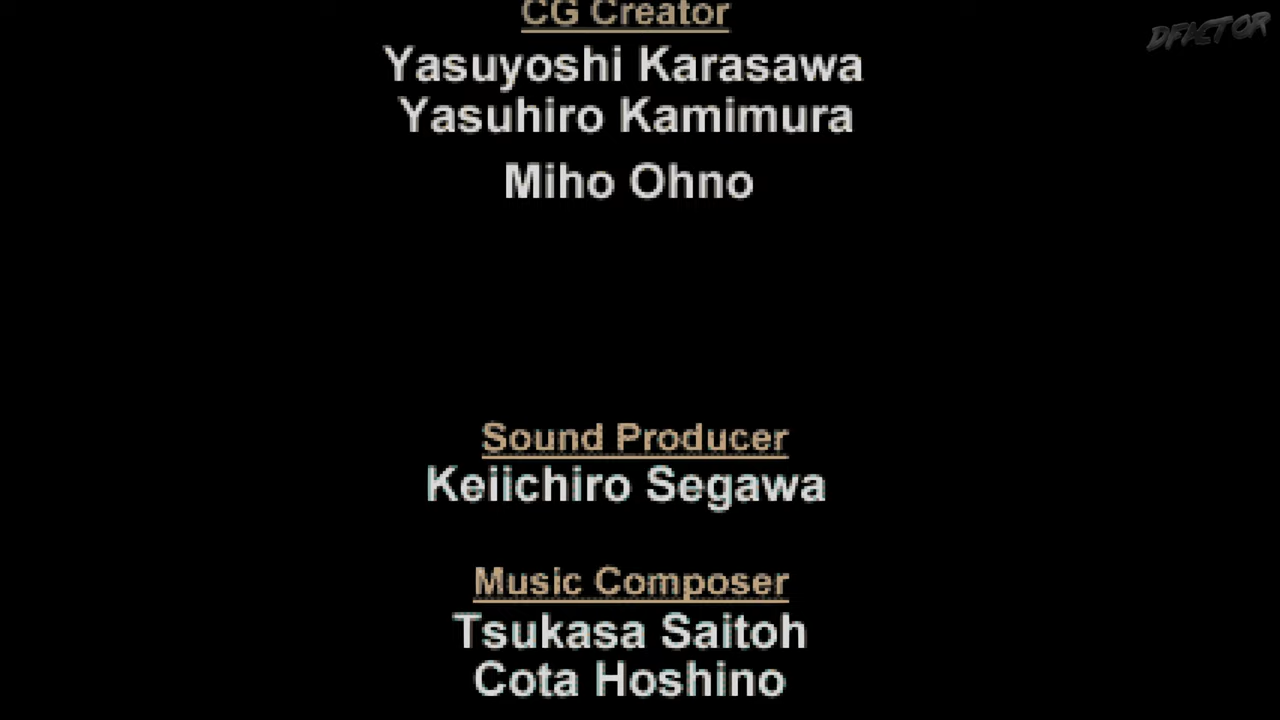 CG Creator
DFACTOR
Yasuyoshi Karasawa
Yasuhiro Kamimura
Miho Ohno
Sound Producer
Keiichiro Segawa
Music Composer
Tsukasa Saitoh
Cota Hoshino